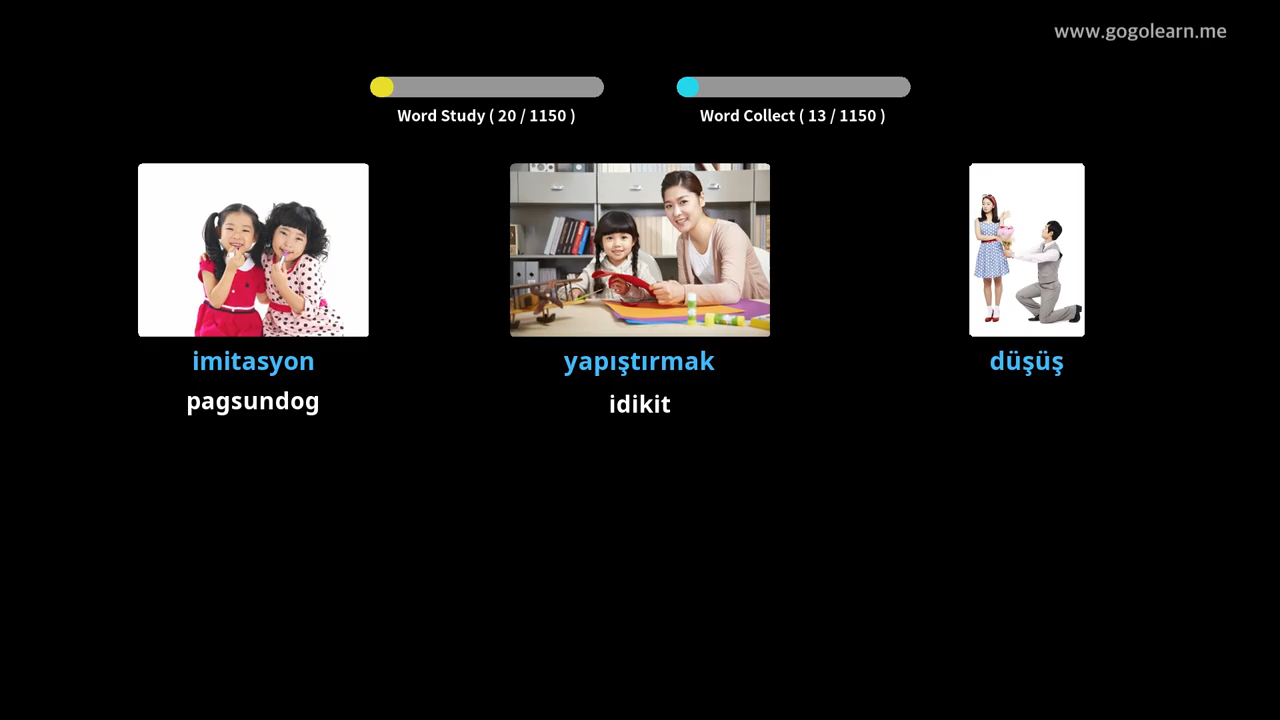 www.gogolearn.me
Word Study ( 20 / 1150 )
Word Collect ( 13 / 1150 )
imitasyon
pagsundog
yapıştırmak
idikit
düşüş